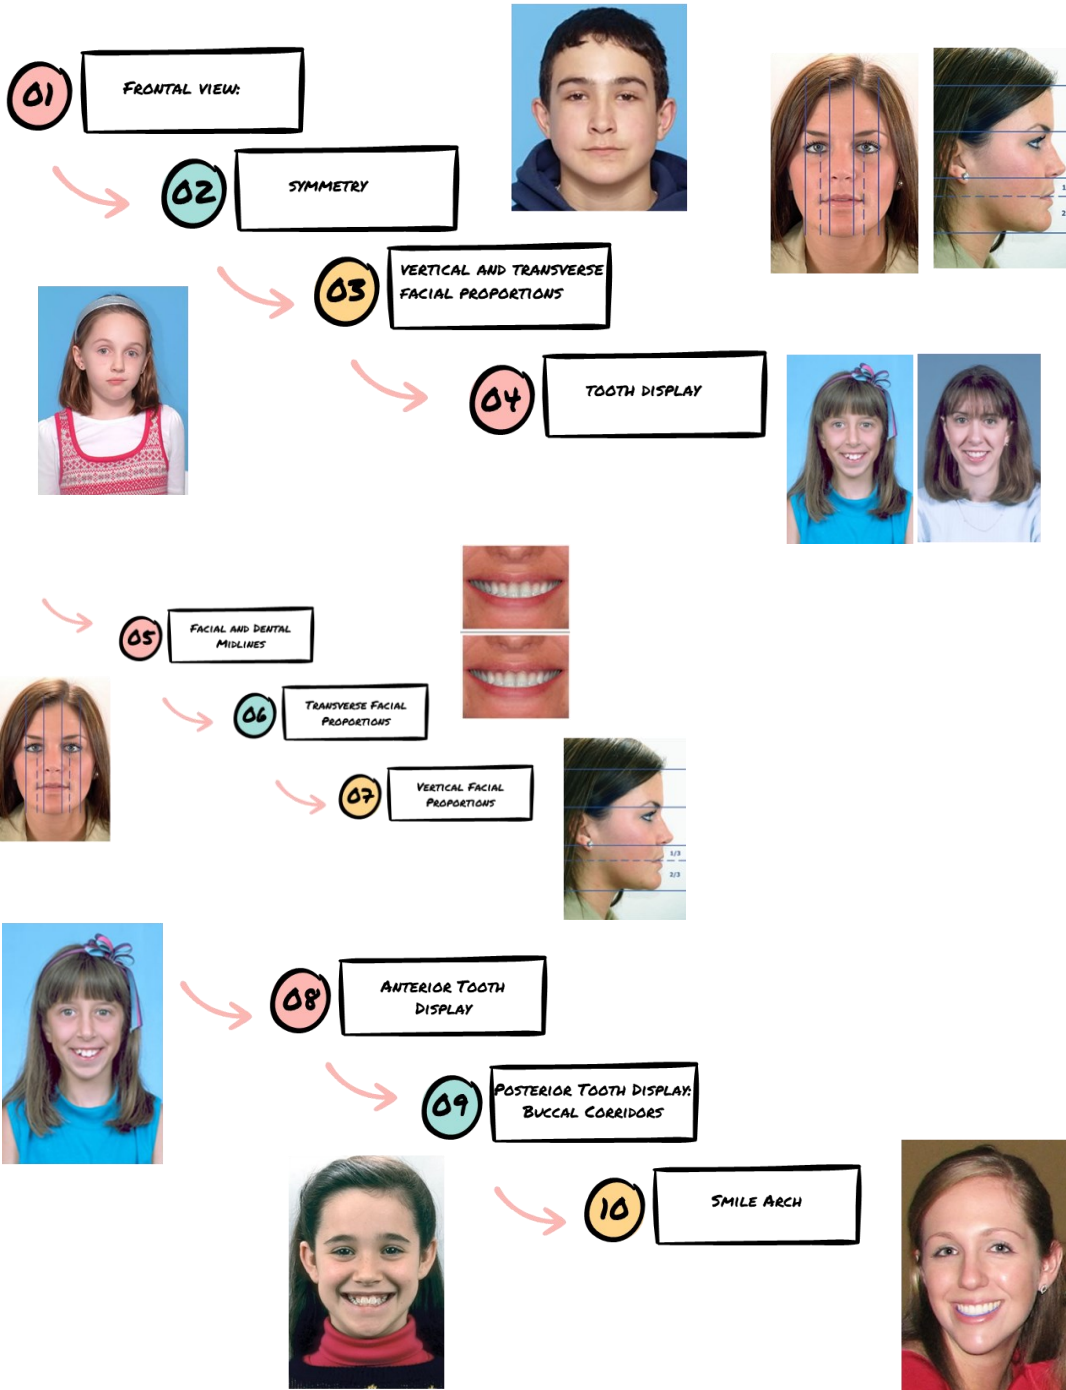 01
FRONTAL VIEW:
02
SYMMETRY
03
VERTICAL AND TRANSVERSE
FACIAL PROPORTIONS
1
2
04
TOOTH DISPLAY
05
FACIAL AND DENTAL
MIDLINES
06
TRANSVERSE FACIAL
PROPORTIONS
07
VERTICAL FACIAL
PROPORTIONS
1/3
2/3
08
ANTERIOR TOOTH
DISPLAY
09
POSTERIOR TOOTH DISPLAY:
BUCCAL CORRIDORS
10
SMILE ARCH